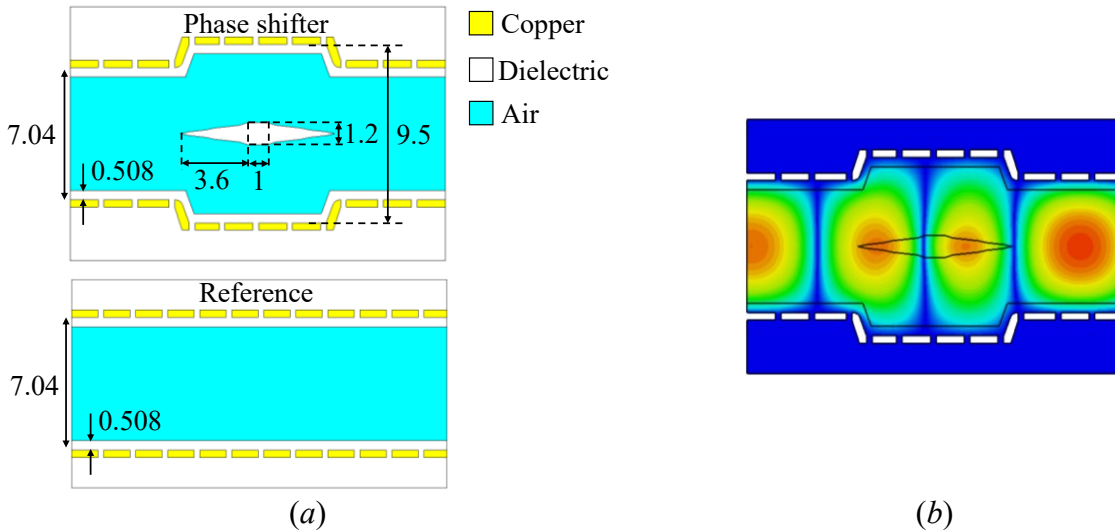 Phase shifter
Copper
Dielectric
Air
7.04
0.508
3.6
1
1.2
9.5
Reference
7.04
0.508
(a)
(b)